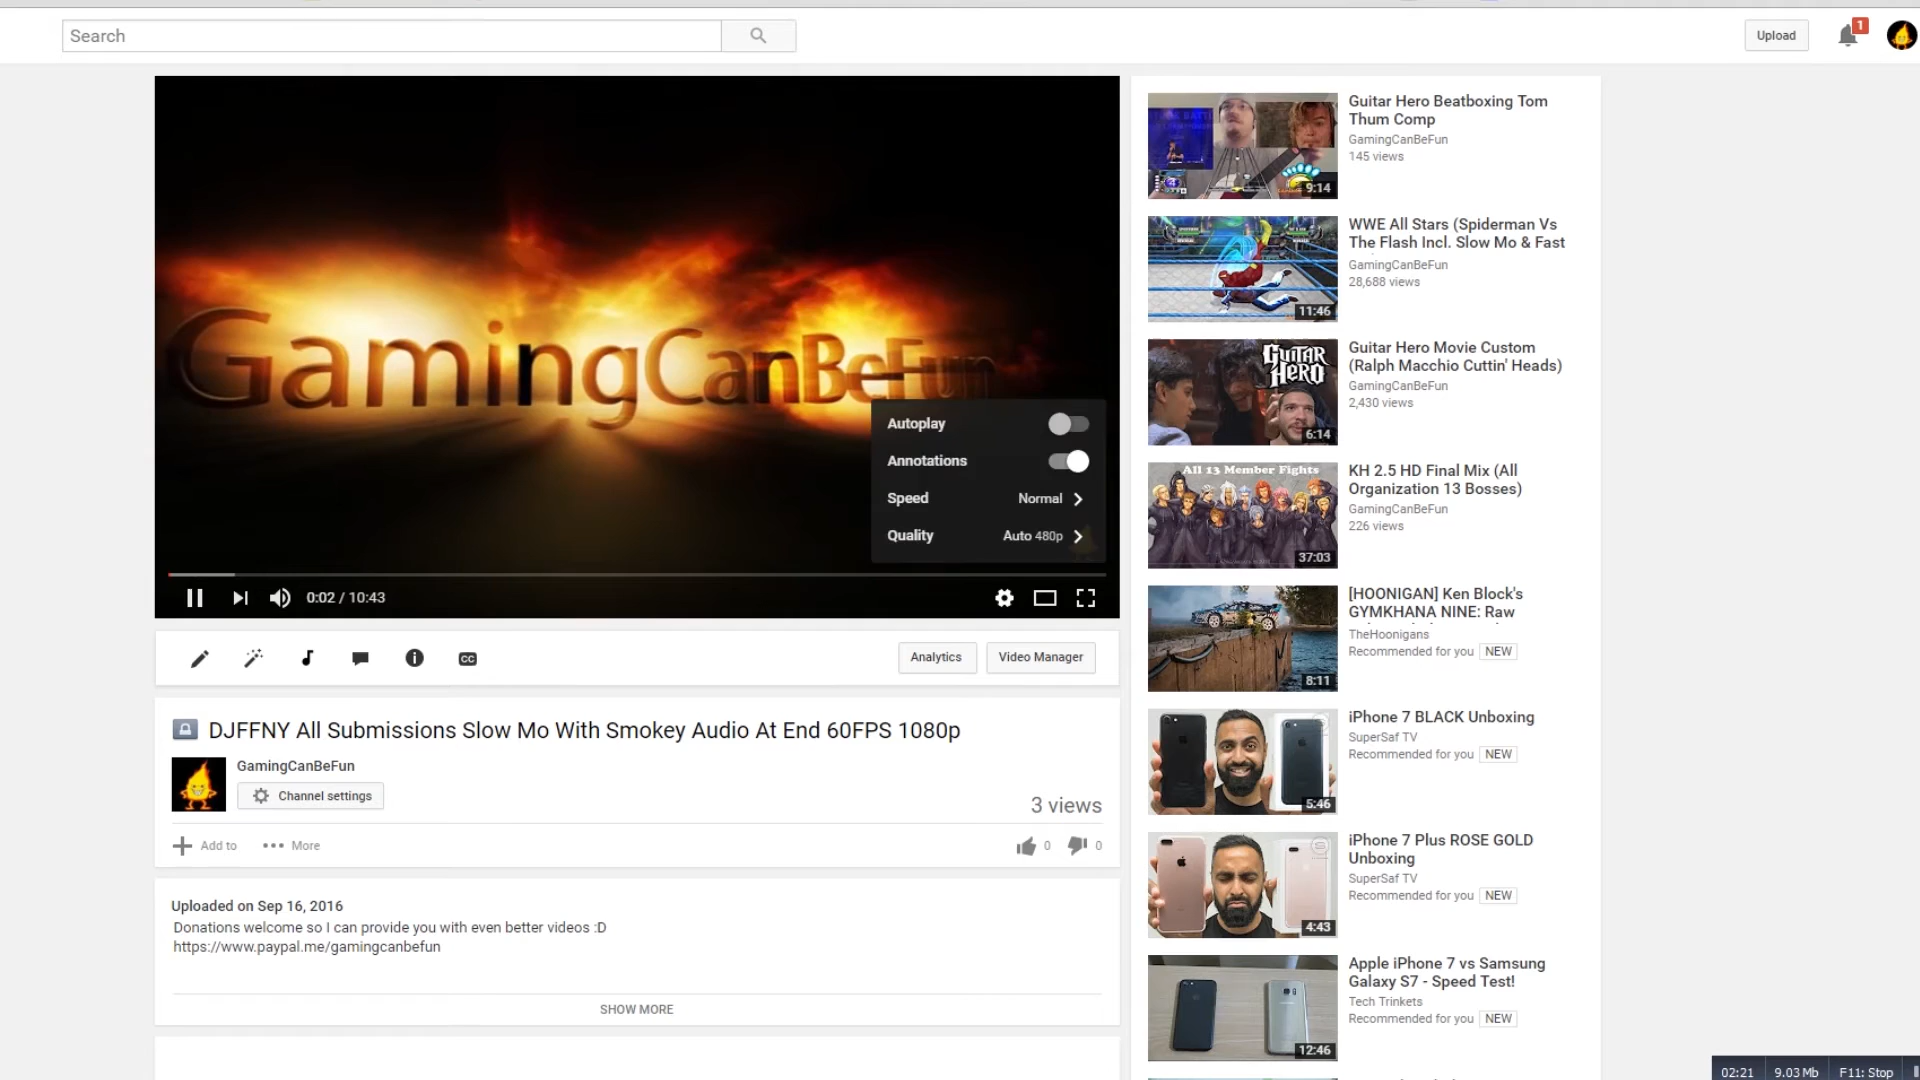 Search
Upload
1
GamingCanBeFun
Autoplay
Annotations
Speed
Normal
Quality
Auto 480p
0:02 / 10:43
CC
Analytics
Video Manager
DJFFNY All Submissions Slow Mo With Smokey Audio At End 60FPS 1080p
GamingCanBeFun
Channel settings
3 views
Add to
More
0
0
Uploaded on Sep 16, 2016
Donations welcome so I can provide you with even better videos :D
https://www.paypal.me/gamingcanbefun
SHOW MORE
9:14
Guitar Hero Beatboxing Tom
Thum Comp
GamingCanBeFun
145 views
11:46
WWE All Stars (Spiderman Vs
The Flash Incl. Slow Mo & Fast
GamingCanBeFun
28,688 views
GUITAR
HERO
6:14
Guitar Hero Movie Custom
(Ralph Macchio Cuttin' Heads)
GamingCanBeFun
2,430 views
All 13 Member Fights
37:03
KH 2.5 HD Final Mix (All
Organization 13 Bosses)
GamingCanBeFun
226 views
8:11
[HOONIGAN] Ken Block's
GYMKHANA NINE: Raw
TheHoonigans
Recommended for you NEW
5:46
iPhone 7 BLACK Unboxing
SuperSaf TV
Recommended for you NEW
4:43
iPhone 7 Plus ROSE GOLD
Unboxing
SuperSaf TV
Recommended for you NEW
12:46
Apple iPhone 7 vs Samsung
Galaxy S7 - Speed Test!
Tech Trinkets
Recommended for you NEW
02:21
9.03 Mb
F11: Stop